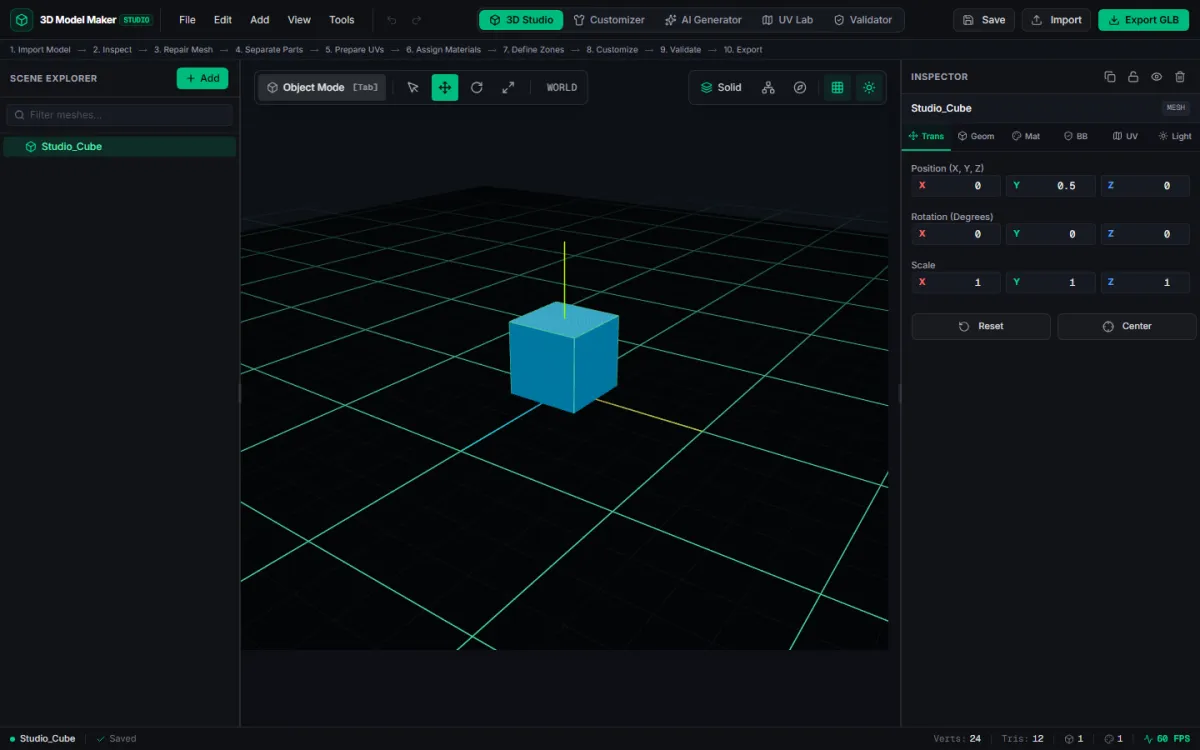 3D Model Maker STUDIO File Edit Add View Tools 3D Studio Customizer AI Generator UV Lab Validator Save Import Export GLB
1. Import Model → 2. Inspect → 3. Repair Mesh → 4. Separate Parts → 5. Prepare UVs → 6. Assign Materials → 7. Define Zones → 8. Customize → 9. Validate → 10. Export
SCENE EXPLORER + Add
Filter meshes...
Studio_Cube
Object Mode [Tab] WORLD Solid
INSPECTOR
Studio_Cube MESH
Trans Geom Mat BB UV Light
Position (X, Y, Z)
X 0 Y 0.5 Z 0
Rotation (Degrees)
X 0 Y 0 Z 0
Scale
X 1 Y 1 Z 1
Reset Center
Studio_Cube Saved Verts: 24 Tris: 12 1 1 60 FPS